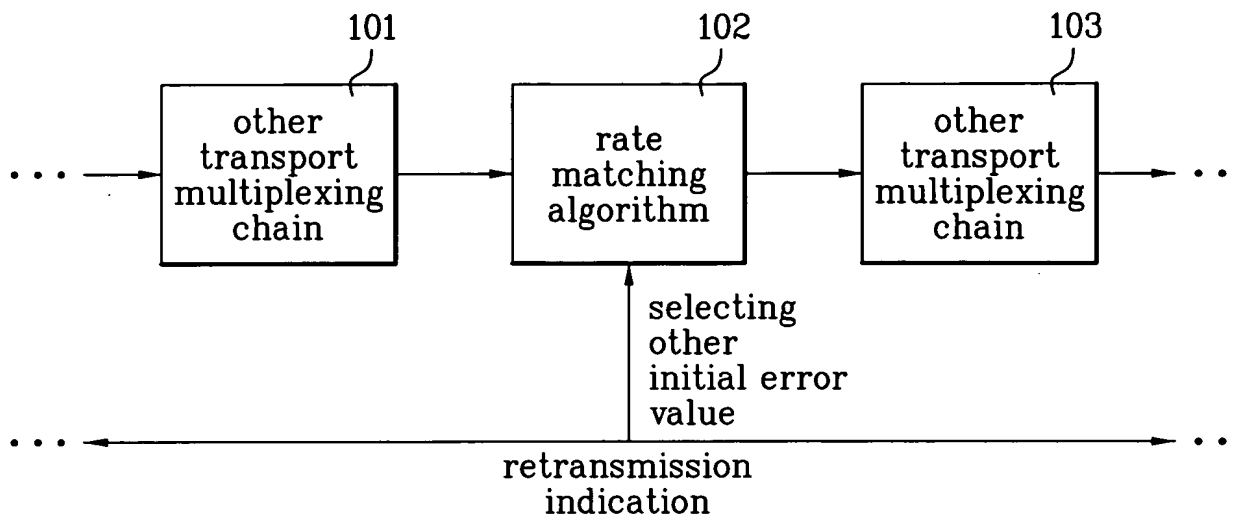 101
102
103
other
transport
multiplexing
chain
rate
matching
algorithm
other
transport
multiplexing
chain
selecting
other
initial error
value
retransmission
indication